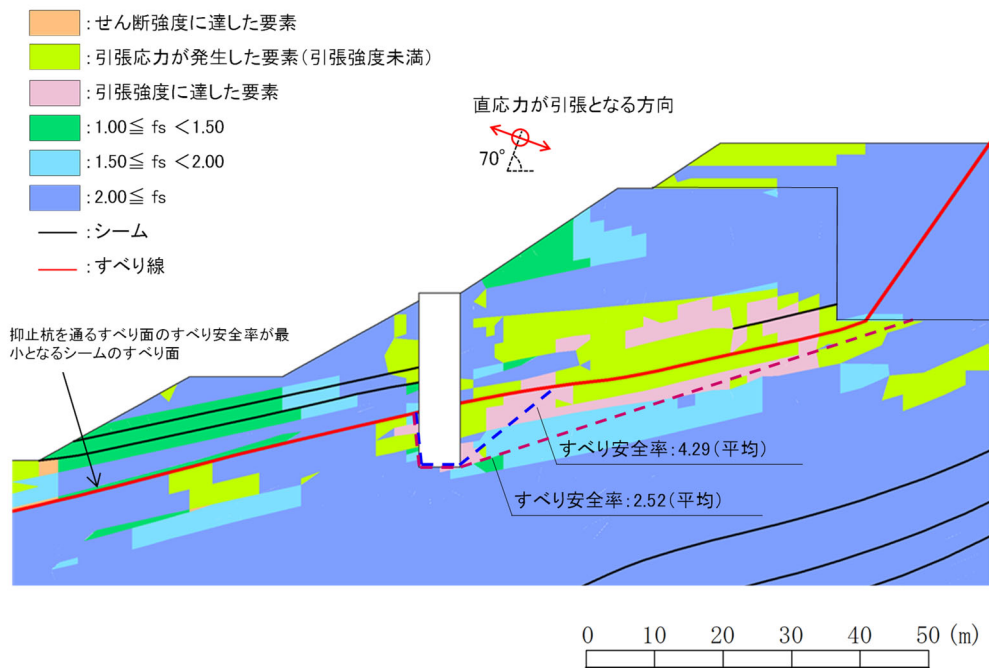 ：せん断強度に達した要素
：引張応力が発生した要素（引張強度未満）
：引張強度に達した要素
：1.00≦ fs ＜1.50
：1.50≦ fs ＜2.00
：2.00≦ fs
：シーム
：すべり線
直応力が引張となる方向
70°
抑止杭を通るすべり面のすべり安全率が最
小となるシームのすべり面
すべり安全率：4.29（平均）
すべり安全率：2.52（平均）
0 10 20 30 40 50 (m)